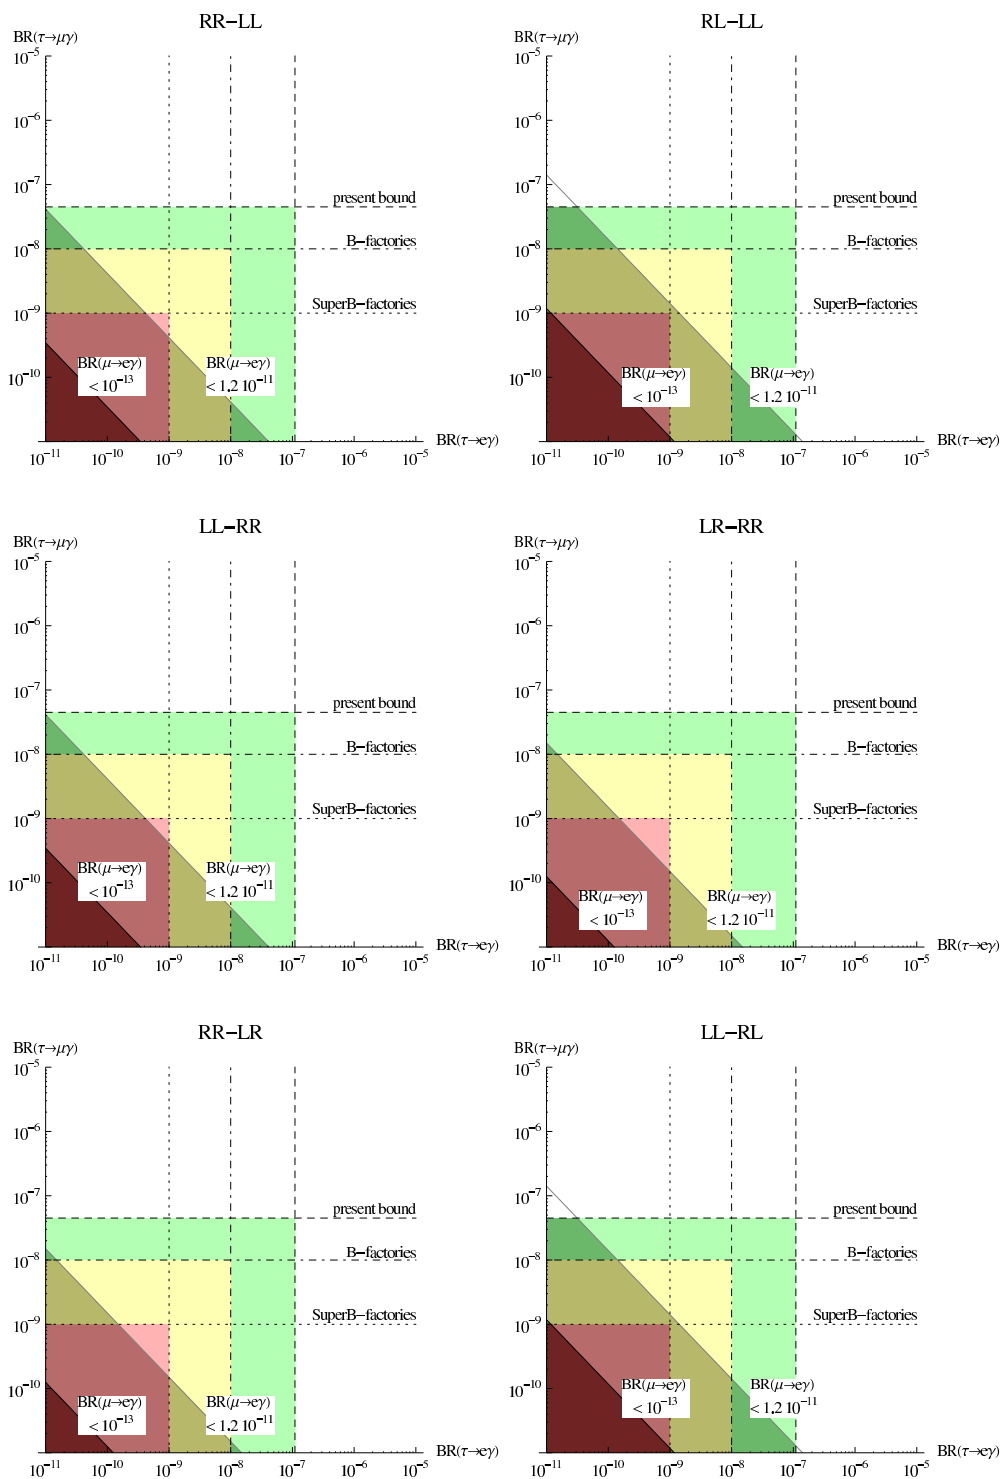 RR−LL
BR(τ→μγ)
10⁻⁵
10⁻⁶
10⁻⁷
present bound
10⁻⁸
B−factories
10⁻⁹
SuperB−factories
10⁻¹⁰
BR(μ→eγ)
< 10⁻¹³
BR(μ→eγ)
< 1.2 10⁻¹¹
BR(τ→eγ)
10⁻¹¹ 10⁻¹⁰ 10⁻⁹ 10⁻⁸ 10⁻⁷ 10⁻⁶ 10⁻⁵
RL−LL
BR(τ→μγ)
10⁻⁵
10⁻⁶
10⁻⁷
present bound
10⁻⁸
B−factories
10⁻⁹
SuperB−factories
10⁻¹⁰
BR(μ→eγ)
< 10⁻¹³
BR(μ→eγ)
< 1.2 10⁻¹¹
BR(τ→eγ)
10⁻¹¹ 10⁻¹⁰ 10⁻⁹ 10⁻⁸ 10⁻⁷ 10⁻⁶ 10⁻⁵
LL−RR
BR(τ→μγ)
10⁻⁵
10⁻⁶
10⁻⁷
present bound
10⁻⁸
B−factories
10⁻⁹
SuperB−factories
10⁻¹⁰
BR(μ→eγ)
< 10⁻¹³
BR(μ→eγ)
< 1.2 10⁻¹¹
BR(τ→eγ)
10⁻¹¹ 10⁻¹⁰ 10⁻⁹ 10⁻⁸ 10⁻⁷ 10⁻⁶ 10⁻⁵
LR−RR
BR(τ→μγ)
10⁻⁵
10⁻⁶
10⁻⁷
present bound
10⁻⁸
B−factories
10⁻⁹
SuperB−factories
10⁻¹⁰
BR(μ→eγ)
< 10⁻¹³
BR(μ→eγ)
< 1.2 10⁻¹¹
BR(τ→eγ)
10⁻¹¹ 10⁻¹⁰ 10⁻⁹ 10⁻⁸ 10⁻⁷ 10⁻⁶ 10⁻⁵
RR−LR
BR(τ→μγ)
10⁻⁵
10⁻⁶
10⁻⁷
present bound
10⁻⁸
B−factories
10⁻⁹
SuperB−factories
10⁻¹⁰
BR(μ→eγ)
< 10⁻¹³
BR(μ→eγ)
< 1.2 10⁻¹¹
BR(τ→eγ)
10⁻¹¹ 10⁻¹⁰ 10⁻⁹ 10⁻⁸ 10⁻⁷ 10⁻⁶ 10⁻⁵
LL−RL
BR(τ→μγ)
10⁻⁵
10⁻⁶
10⁻⁷
present bound
10⁻⁸
B−factories
10⁻⁹
SuperB−factories
10⁻¹⁰
BR(μ→eγ)
< 10⁻¹³
BR(μ→eγ)
< 1.2 10⁻¹¹
BR(τ→eγ)
10⁻¹¹ 10⁻¹⁰ 10⁻⁹ 10⁻⁸ 10⁻⁷ 10⁻⁶ 10⁻⁵